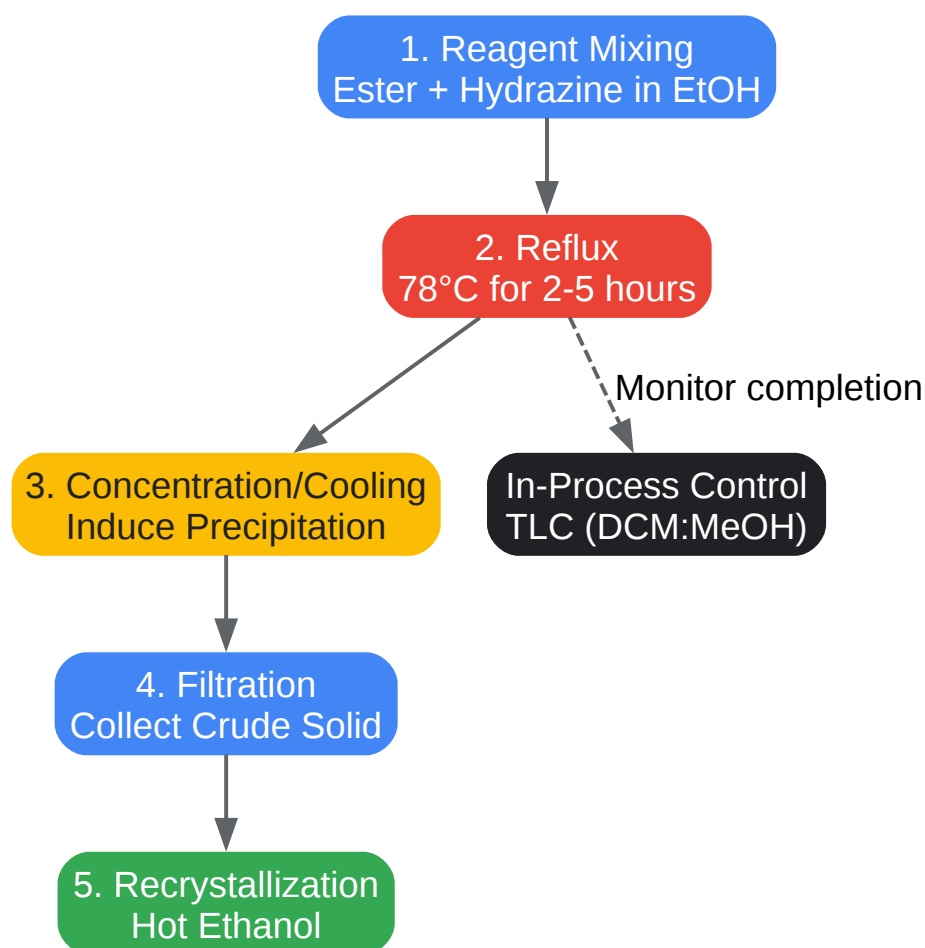 1. Reagent Mixing
Ester + Hydrazine in EtOH
2. Reflux
78°C for 2-5 hours
Monitor completion
3. Concentration/Cooling
Induce Precipitation
In-Process Control
TLC (DCM:MeOH)
4. Filtration
Collect Crude Solid
5. Recrystallization
Hot Ethanol